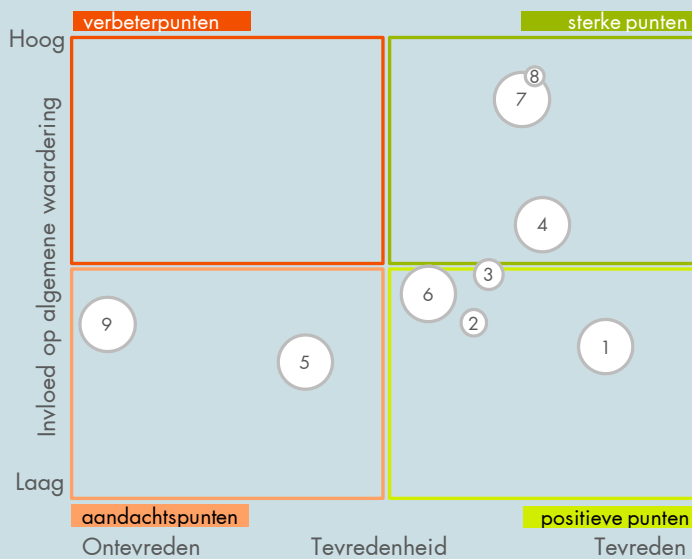 verbeterpunten
sterke punten
Hoog
8
7
4
Invloed op algemene waardering
3
6
9
2
1
5
Laag
aandachtspunten
positieve punten
Ontevreden
Tevredenheid
Tevreden